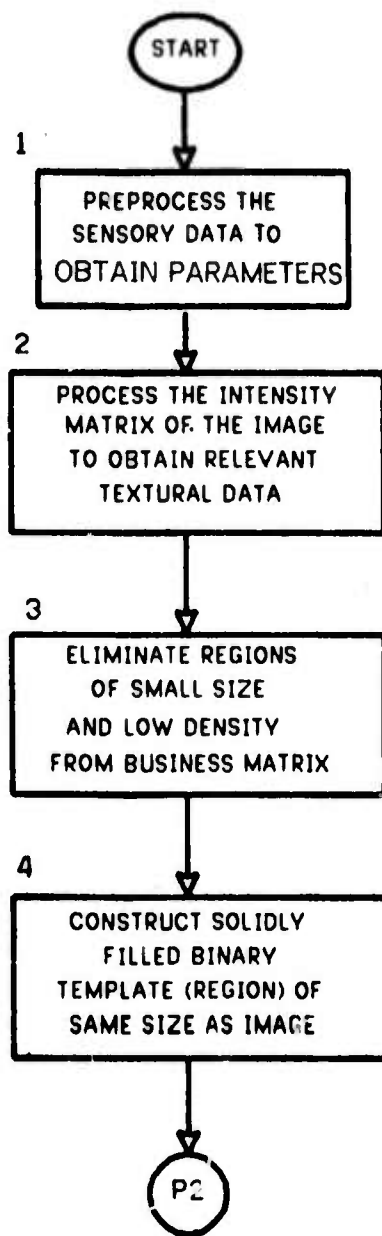 START
1
PREPROCESS THE
SENSORY DATA TO
OBTAIN PARAMETERS
2
PROCESS THE INTENSITY
MATRIX OF THE IMAGE
TO OBTAIN RELEVANT
TEXTURAL DATA
3
ELIMINATE REGIONS
OF SMALL SIZE
AND LOW DENSITY
FROM BUSINESS MATRIX
4
CONSTRUCT SOLIDLY
FILLED BINARY
TEMPLATE (REGION) OF
SAME SIZE AS IMAGE
P2